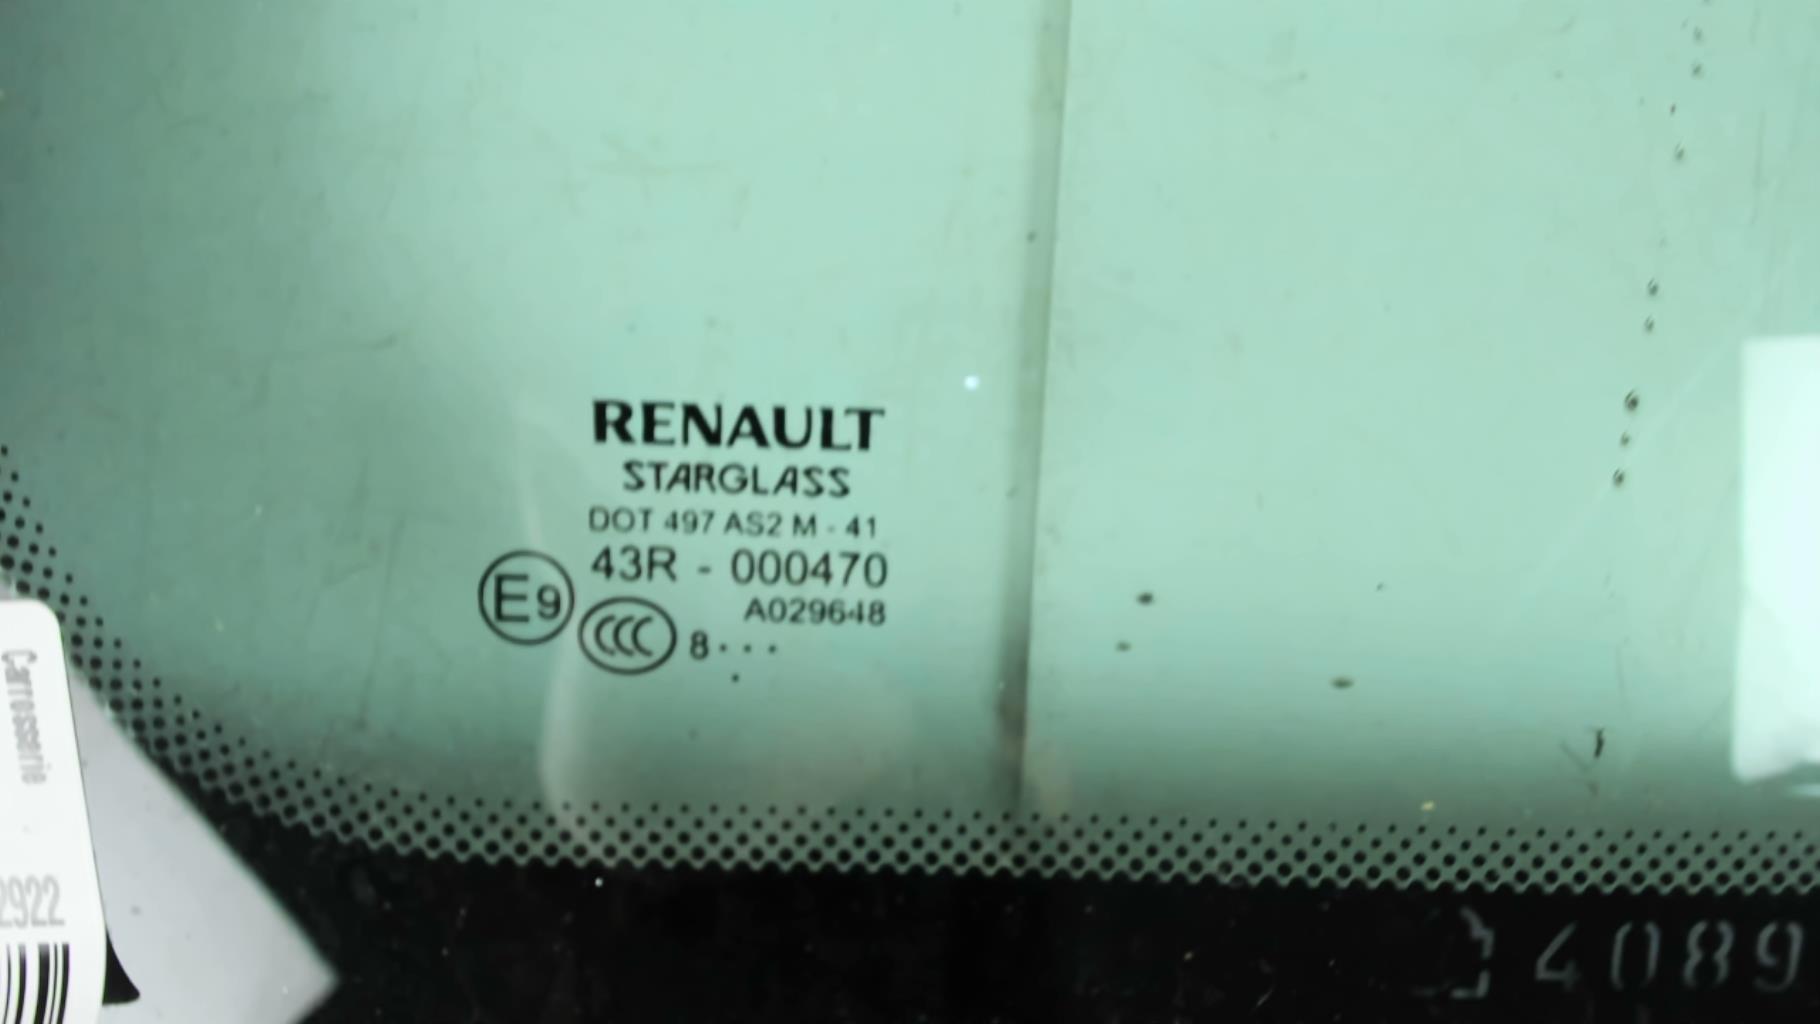 RENAULT
STARGLASS
DOT 497 AS2 M - 41
43R - 000470
E9
A029648
CCC 8· · ·
·
Carrosserie
2922
4089